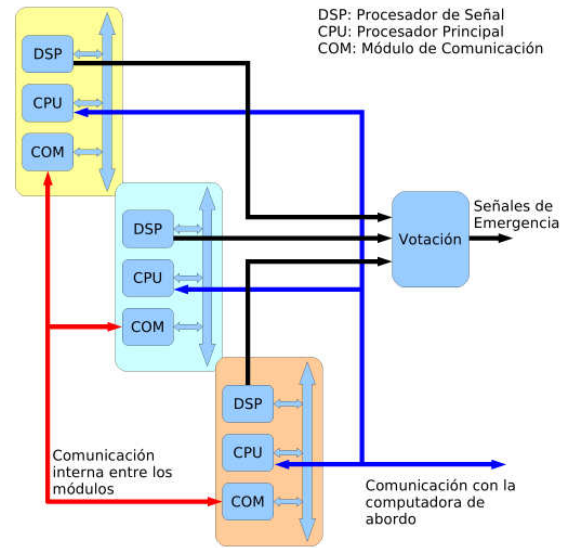 DSP: Procesador de Señal
CPU: Procesador Principal
COM: Módulo de Comunicación
DSP
CPU
COM
DSP
CPU
COM
Votación
Señales de
Emergencia
DSP
CPU
COM
Comunicación
interna entre los
módulos
Comunicación con la
computadora de
abordo